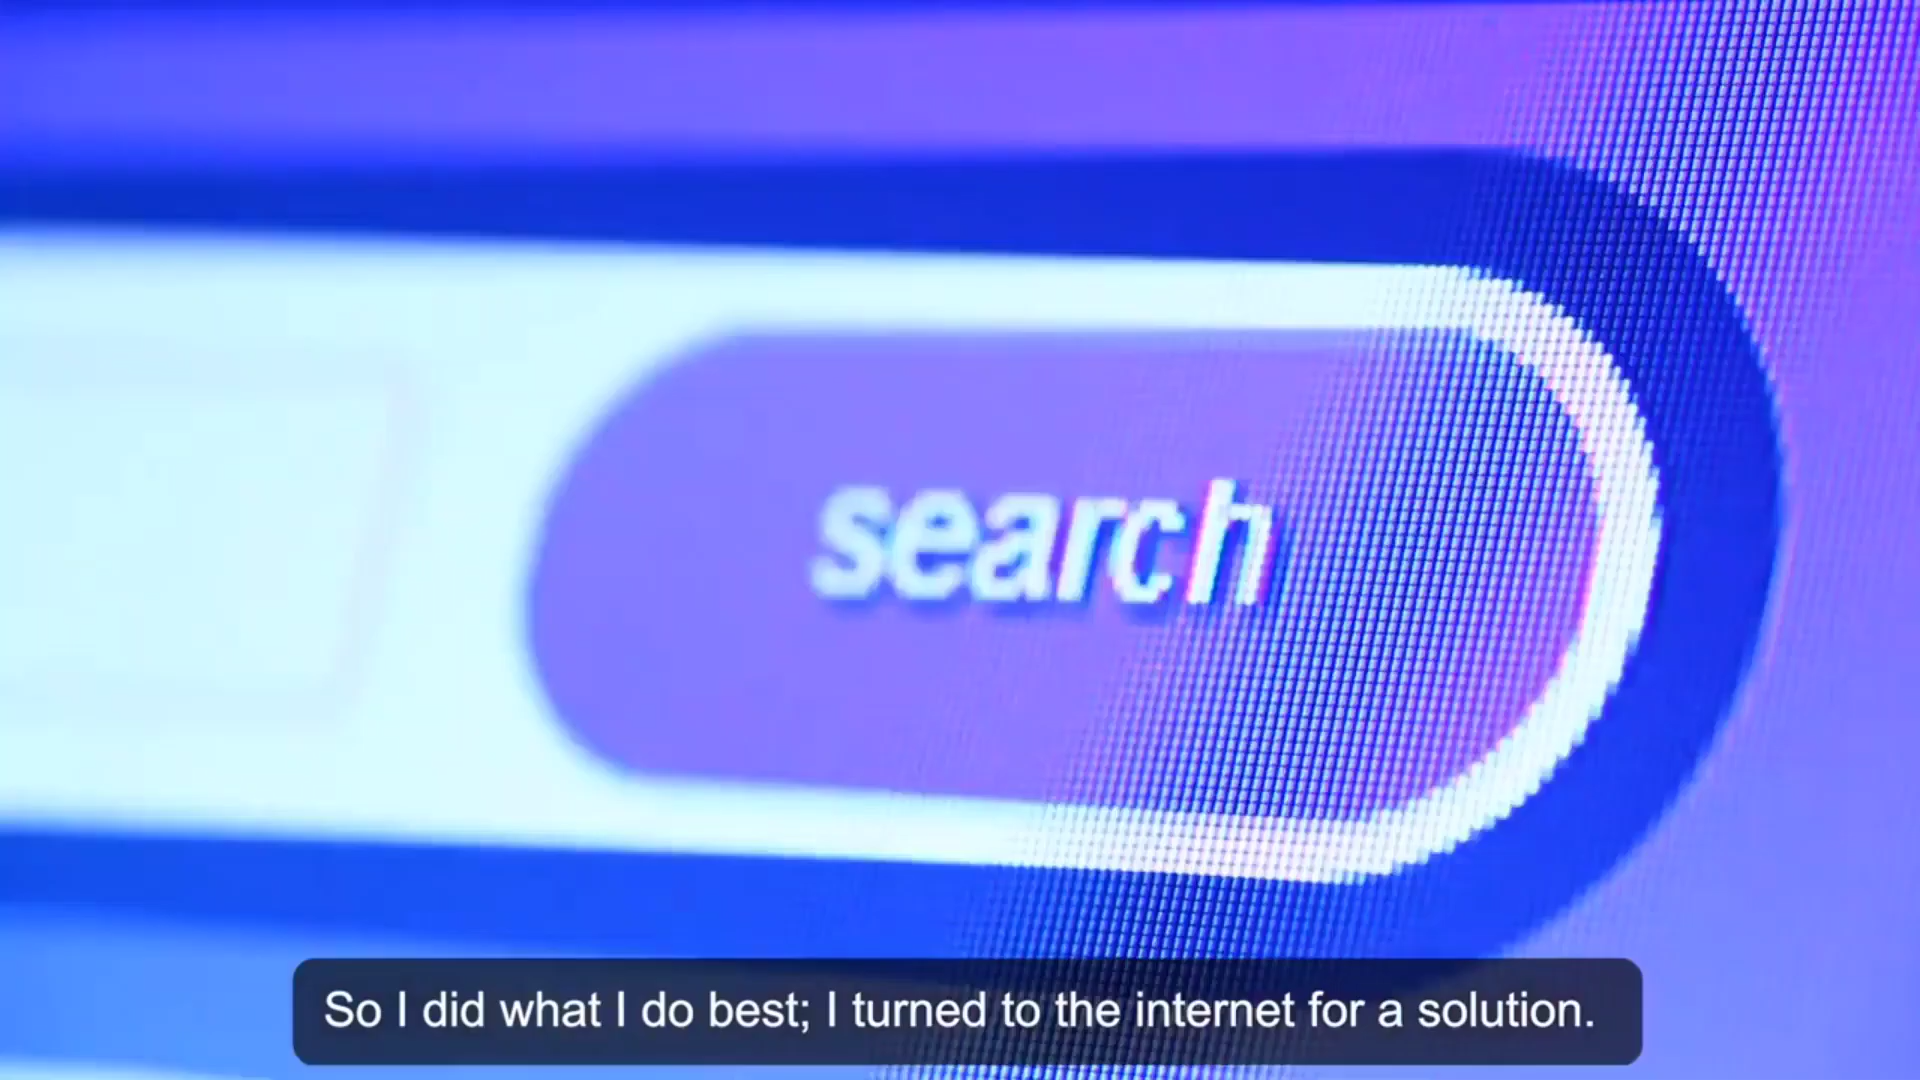 search
So I did what I do best; I turned to the internet for a solution.